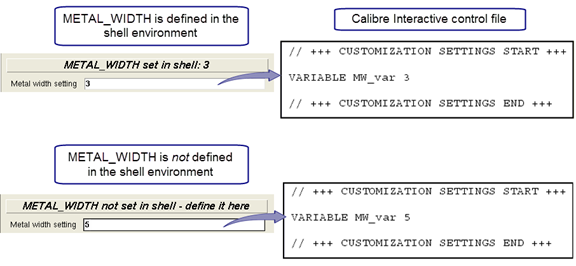 METAL_WIDTH is defined in the
shell environment
Calibre Interactive control file
METAL_WIDTH set in shell: 3
Metal width setting 3
// +++ CUSTOMIZATION SETTINGS START +++
VARIABLE MW_var 3
// +++ CUSTOMIZATION SETTINGS END +++
METAL_WIDTH is not defined
in the shell environment
METAL_WIDTH not set in shell - define it here
Metal width setting 5
// +++ CUSTOMIZATION SETTINGS START +++
VARIABLE MW_var 5
// +++ CUSTOMIZATION SETTINGS END +++